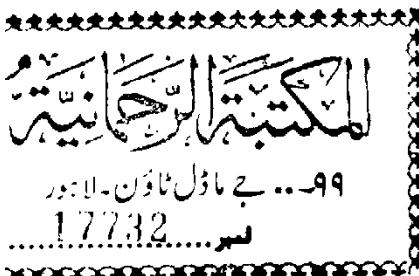 المكتبة الرحمانية
۹۹... جے ماڈل ٹاؤن۔ لاہور
نمبر.....17732.....